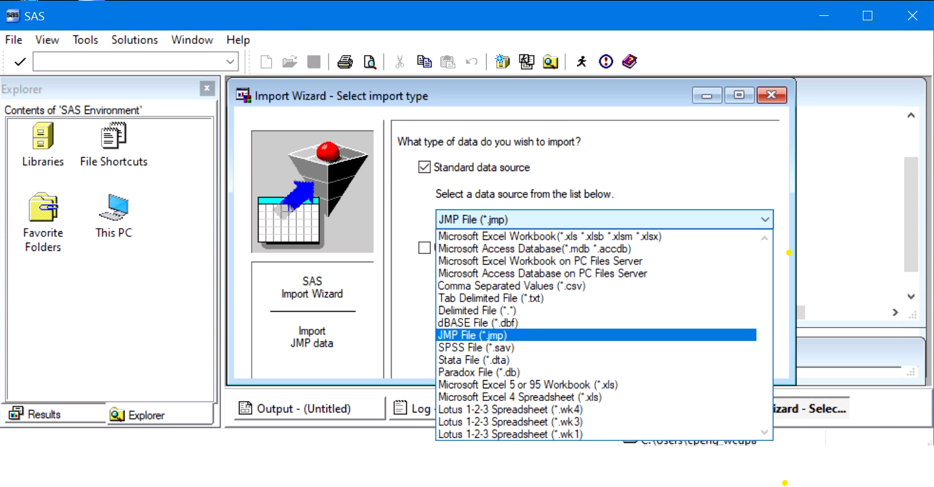 SAS
File View Tools Solutions Window Help
Explorer
Contents of 'SAS Environment'
Libraries
File Shortcuts
Favorite
Folders
This PC
Results
Explorer
Import Wizard - Select import type
SAS
Import Wizard
Import
JMP data
What type of data do you wish to import?
Standard data source
Select a data source from the list below.
JMP File (*.jmp)
Microsoft Excel Workbook(*.xls *.xlsb *.xlsm *.xlsx)
Microsoft Access Database(*.mdb *.accdb)
Microsoft Excel Workbook on PC Files Server
Microsoft Access Database on PC Files Server
Comma Separated Values (*.csv)
Tab Delimited File (*.txt)
Delimited File (*.*)
dBASE File (*.dbf)
JMP File (*.jmp)
SPSS File (*.sav)
Stata File (*.dta)
Paradox File (*.db)
Microsoft Excel 5 or 95 Workbook (*.xls)
Microsoft Excel 4 Spreadsheet (*.xls)
Lotus 1-2-3 Spreadsheet (*.wk4)
Lotus 1-2-3 Spreadsheet (*.wk3)
Lotus 1-2-3 Spreadsheet (*.wk1)
Output - (Untitled)
Log
izard - Selec...